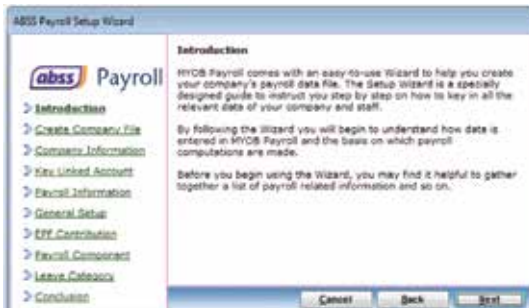 ABSS Payroll Setup Wizard
abss Payroll
Introduction
Create Company File
Company Information
Key Linked Account
Payroll Information
General Setup
EPF Contribution
Payroll Component
Leave Category
Conclusion
Introduction
MYOB Payroll comes with an easy-to-use Wizard to help you create
your company's payroll data file. The Setup Wizard is a specially
designed guide to instruct you step by step on how to key in all the
relevant data of your company and staff.
By following the Wizard you will begin to understand how data is
entered in MYOB Payroll and the basis on which payroll
computations are made.
Before you begin using the Wizard, you may find it helpful to gather
together a list of payroll related information and so on.
Cancel
Back
Next